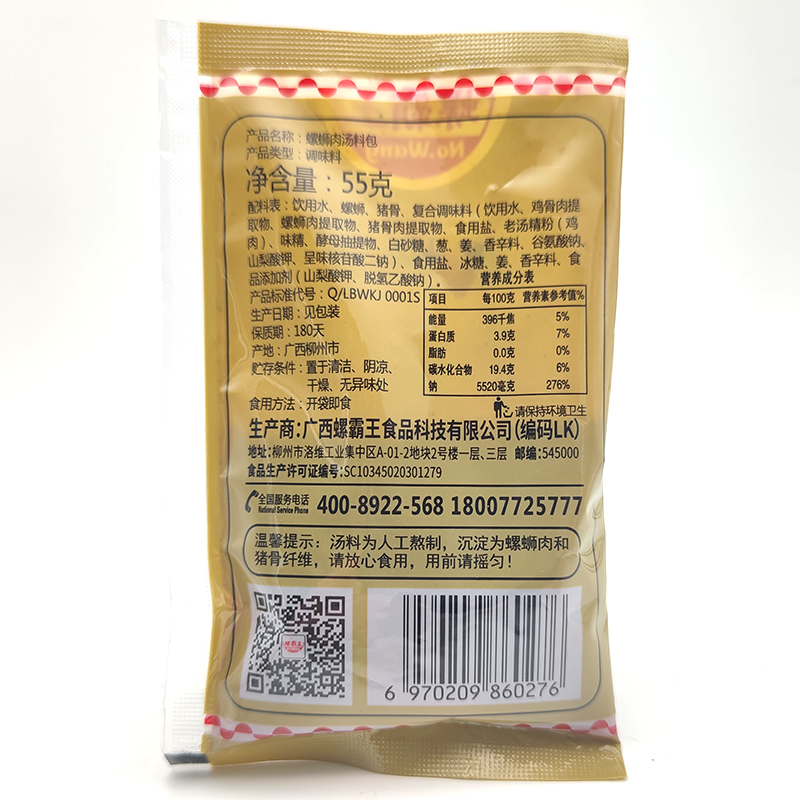 No.Wang
产品名称：螺蛳肉汤料包
产品类型：调味料
净含量：55克
配料表：饮用水、螺蛳、猪骨、复合调味料（饮用水、鸡骨肉提
取物、螺蛳肉提取物、猪骨肉提取物、食用盐、老汤精粉（鸡
肉）、味精、酵母抽提物、白砂糖、葱、姜、香辛料、谷氨酸钠、
山梨酸钾、呈味核苷酸二钠）、食用盐、冰糖、姜、香辛料、食
品添加剂（山梨酸钾、脱氢乙酸钠）。
产品标准代号：Q/LBWKJ 0001S
生产日期：见包装
保质期：180天
产地：广西柳州市
贮存条件：置于清洁、阴凉、
干燥、无异味处
食用方法：开袋即食
营养成分表
项目 每100克 营养素参考值%
能量 396千焦 5%
蛋白质 3.9克 7%
脂肪 0.0克 0%
碳水化合物 19.4克 6%
钠 5520毫克 276%
请保持环境卫生
生产商：广西螺霸王食品科技有限公司（编码LK）
地址：柳州市洛维工业集中区A-01-2地块2号楼一层、三层 邮编：545000
食品生产许可证编号：SC10345020301279
全国服务电话
National Service Phone
400-8922-568 18007725777
温馨提示：汤料为人工熬制，沉淀为螺蛳肉和
猪骨纤维，请放心食用，用前请摇匀！
螺霸王
6 970209 860276